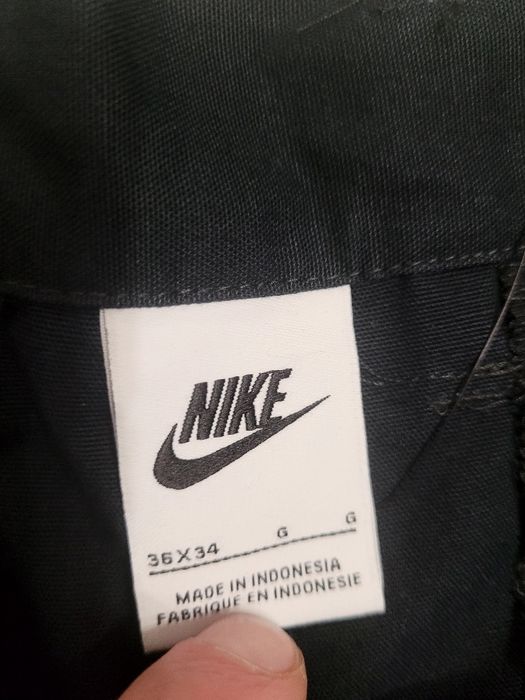 NIKE
36X34 G G
MADE IN INDONESIA
FABRIQUE EN INDONESIE